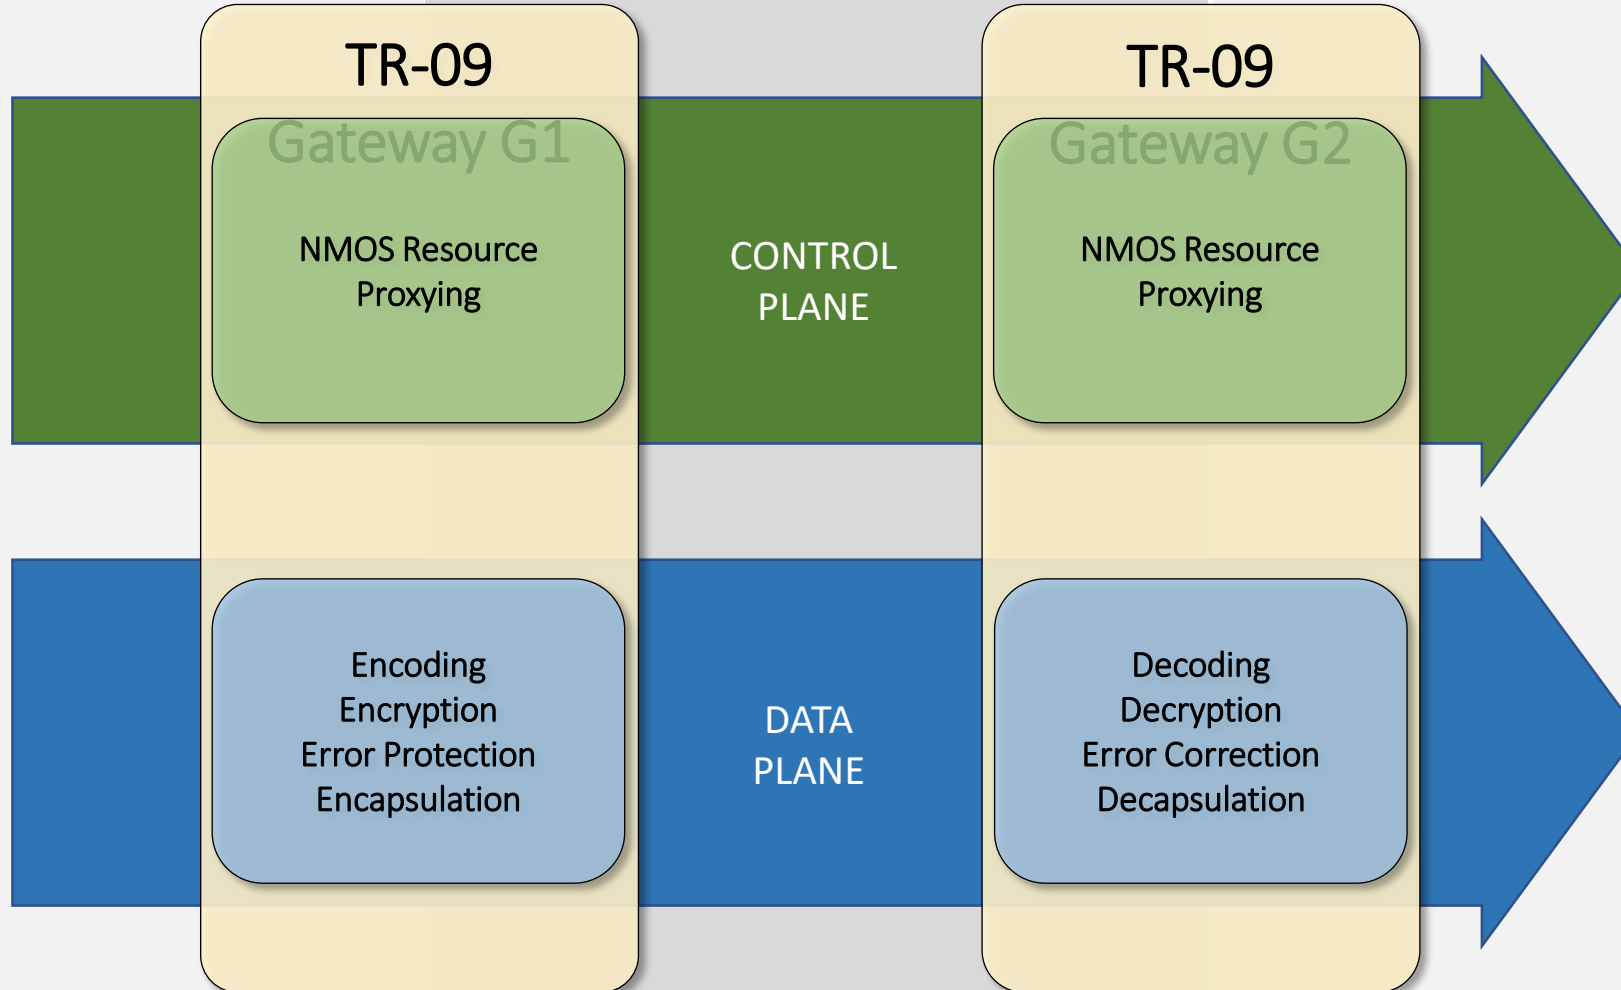 TR-09
Gateway G1
NMOS Resource
Proxying
CONTROL
PLANE
TR-09
Gateway G2
NMOS Resource
Proxying
Encoding
Encryption
Error Protection
Encapsulation
DATA
PLANE
Decoding
Decryption
Error Correction
Decapsulation